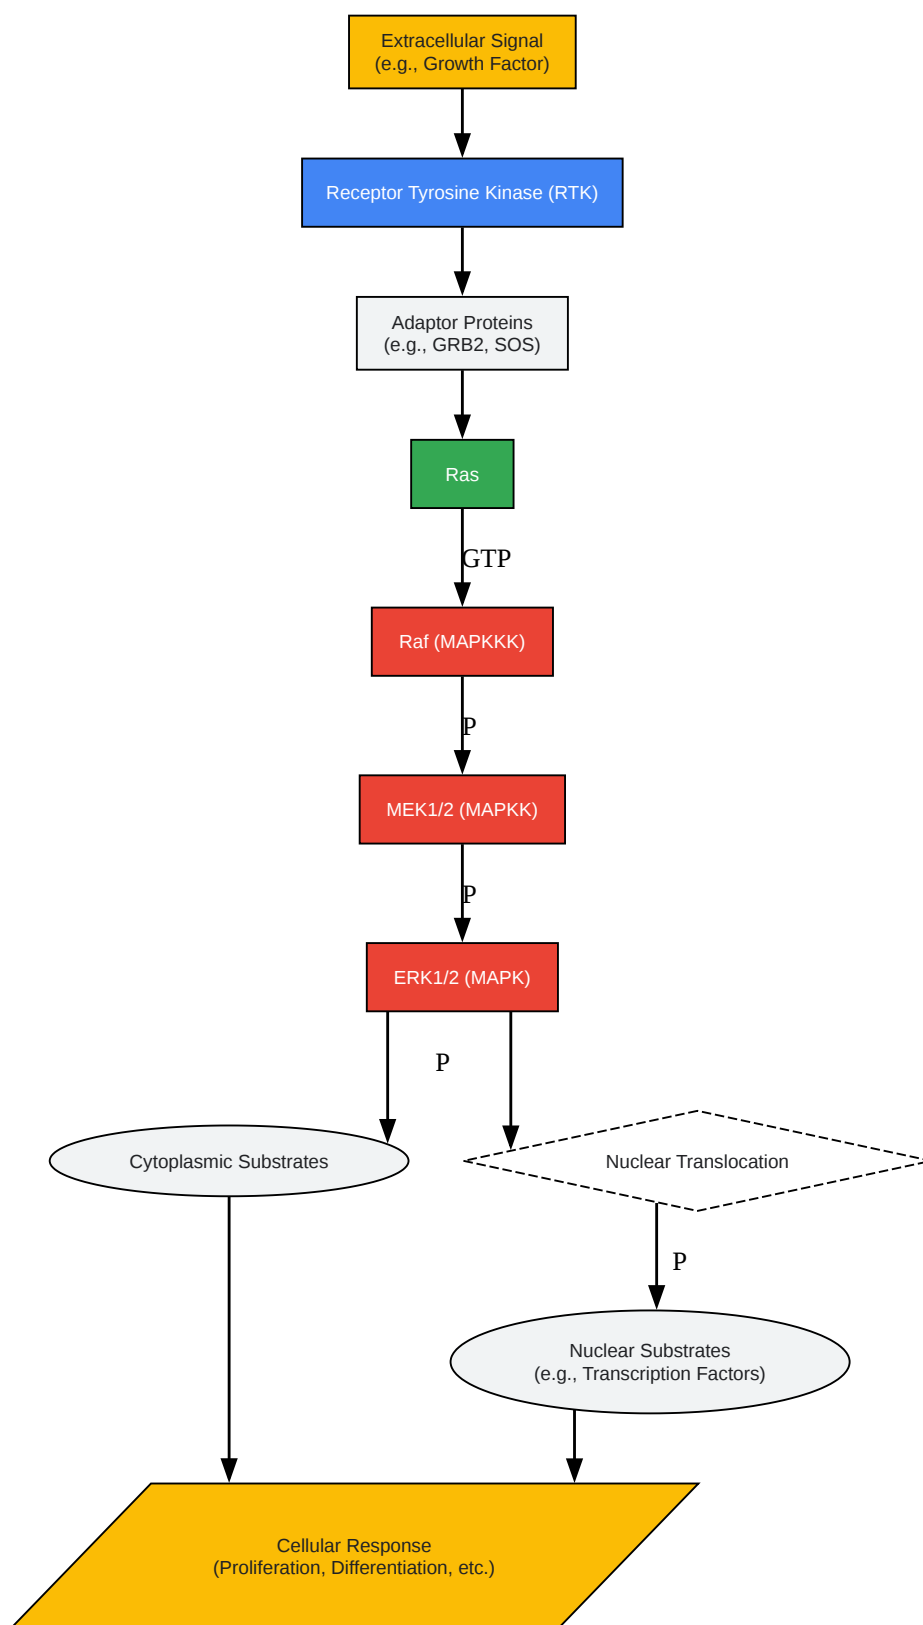 Extracellular Signal
(e.g., Growth Factor)
Receptor Tyrosine Kinase (RTK)
Adaptor Proteins
(e.g., GRB2, SOS)
Ras
GTP
Raf (MAPKKK)
P
MEK1/2 (MAPKK)
P
ERK1/2 (MAPK)
P
Cytoplasmic Substrates
Nuclear Translocation
P
Nuclear Substrates
(e.g., Transcription Factors)
Cellular Response
(Proliferation, Differentiation, etc.)